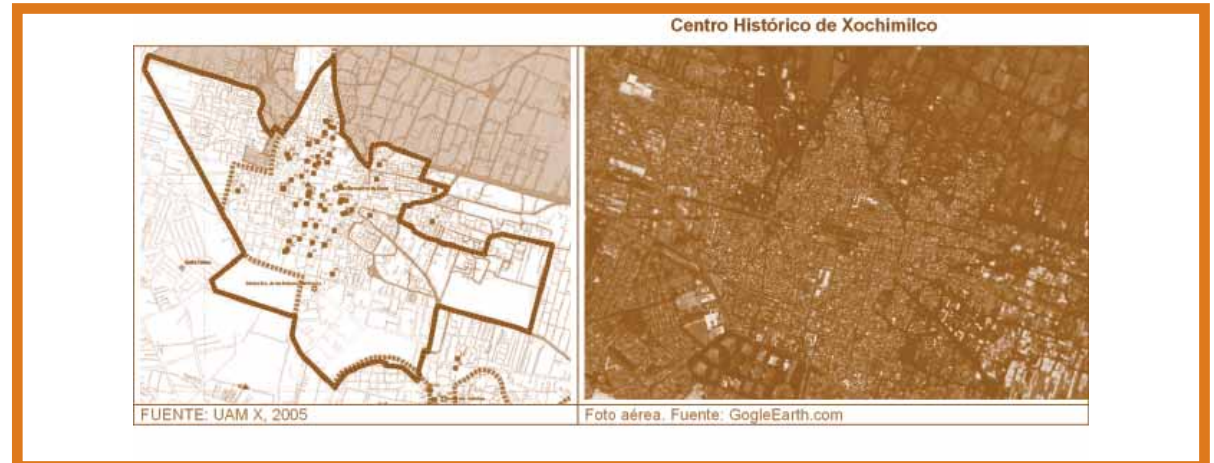 Centro Histórico de Xochimilco
FUENTE: UAM X, 2005
Foto aérea. Fuente: GogleEarth.com